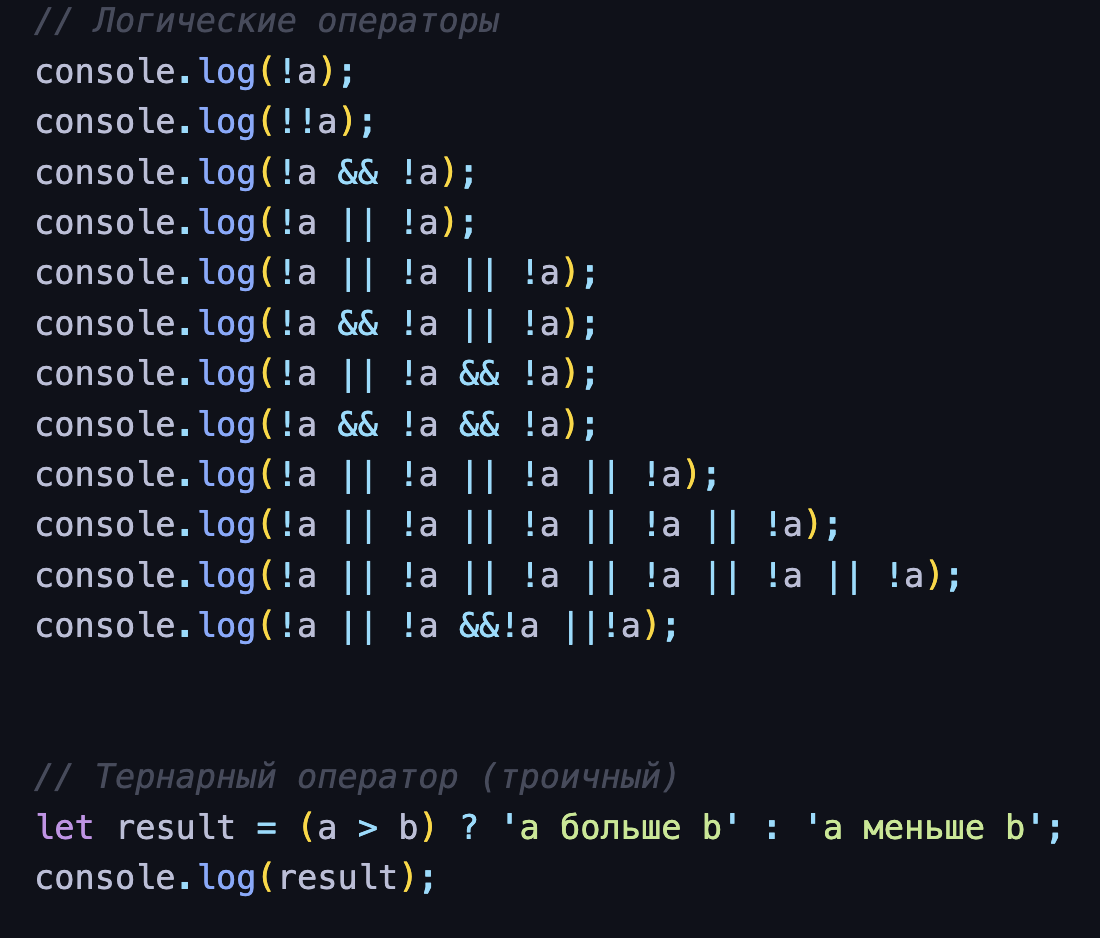 // Логические операторы
console.log(!a);
console.log(!!a);
console.log(!a && !a);
console.log(!a || !a);
console.log(!a || !a || !a);
console.log(!a && !a || !a);
console.log(!a || !a && !a);
console.log(!a && !a && !a);
console.log(!a || !a || !a || !a);
console.log(!a || !a || !a || !a || !a);
console.log(!a || !a || !a || !a || !a || !a);
console.log(!a || !a &&!a ||!a);
// Тернарный оператор (троичный)
let result = (a > b) ? 'a больше b' : 'a меньше b';
console.log(result);